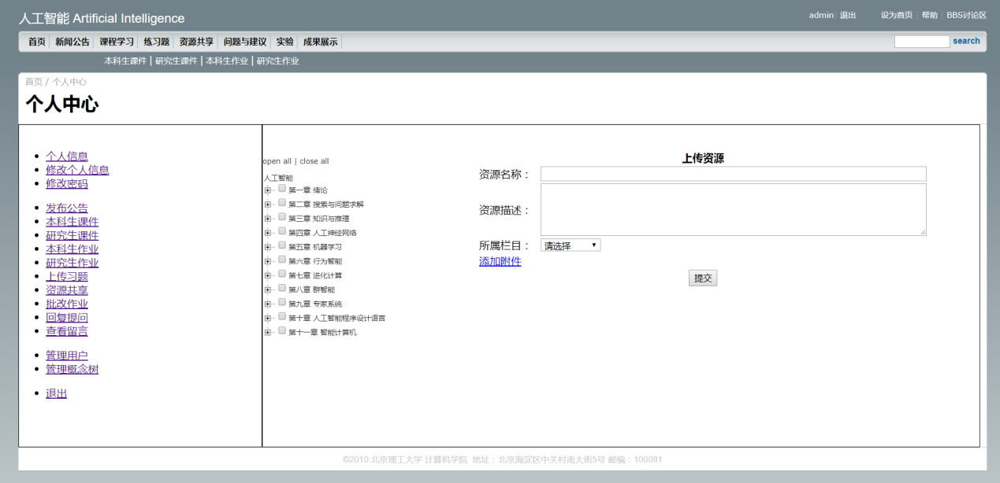 人工智能 Artificial Intelligence
admin | 退出 设为首页 | 帮助 | BBS讨论区
首页 新闻公告 课程学习 练习题 资源共享 问题与建议 实验 成果展示 search
本科生课件 | 研究生课件 | 本科生作业 | 研究生作业
首页 / 个人中心
个人中心
个人信息
修改个人信息
修改密码
发布公告
本科生课件
研究生课件
本科生作业
研究生作业
上传习题
资源共享
批改作业
回复提问
查看留言
管理用户
管理概念树
退出
open all | close all
人工智能
第一章 绪论
第二章 搜索与问题求解
第三章 知识与推理
第四章 人工神经网络
第五章 机器学习
第六章 行为智能
第七章 进化计算
第八章 群智能
第九章 专家系统
第十章 人工智能程序设计语言
第十一章 智能计算机
上传资源
资源名称：
资源描述：
所属栏目： 请选择
添加附件
提交
©2010 北京理工大学 计算机学院 地址：北京海淀区中关村南大街5号 邮编：100081